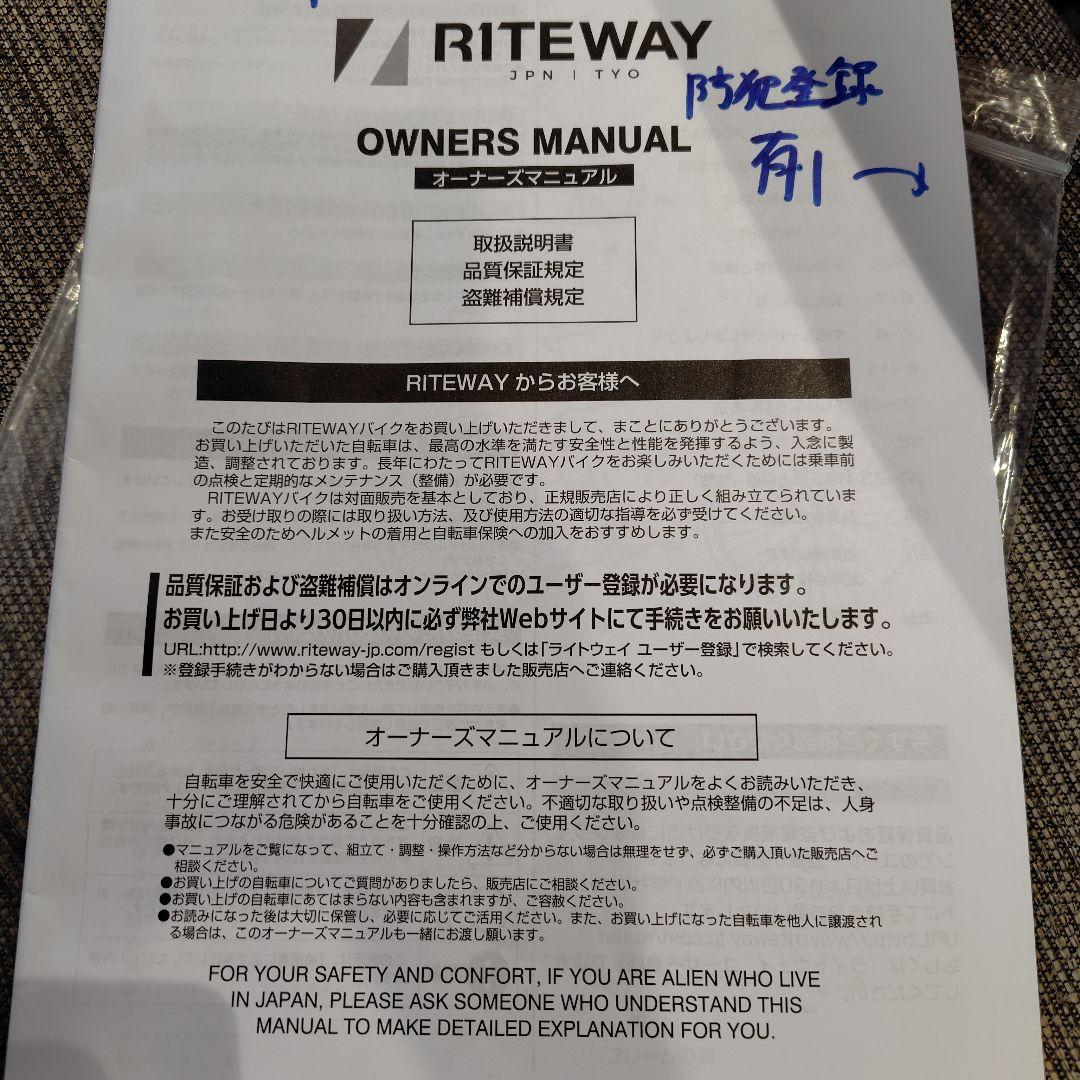 RITEWAY
JPN | TYO
防犯登録
有り→
OWNERS MANUAL
オーナーズマニュアル
取扱説明書
品質保証規定
盗難補償規定
RITEWAY からお客様へ
このたびはRITEWAYバイクをお買い上げいただきまして、まことにありがとうございます。
お買い上げいただいた自転車は、最高の水準を満たす安全性と性能を発揮するよう、入念に製
造、調整されております。長年にわたってRITEWAYバイクをお楽しみいただくためには乗車前
の点検と定期的なメンテナンス（整備）が必要です。
RITEWAYバイクは対面販売を基本としており、正規販売店により正しく組み立てられていま
す。お受け取りの際には取り扱い方法、及び使用方法の適切な指導を必ず受けてください。
また安全のためヘルメットの着用と自転車保険への加入をおすすめします。
品質保証および盗難補償はオンラインでのユーザー登録が必要になります。
お買い上げ日より30日以内に必ず弊社Webサイトにて手続きをお願いいたします。
URL:http://www.riteway-jp.com/regist もしくは「ライトウェイ ユーザー登録」で検索してください。
※登録手続きがわからない場合はご購入頂きました販売店へご連絡ください。
オーナーズマニュアルについて
自転車を安全で快適にご使用いただくために、オーナーズマニュアルをよくお読みいただき、
十分にご理解されてから自転車をご使用ください。不適切な取り扱いや点検整備の不足は、人身
事故につながる危険があることを十分確認の上、ご使用ください。
●マニュアルをご覧になって、組立て・調整・操作方法など分からない場合は無理をせず、必ずご購入頂いた販売店へご
相談ください。
●お買い上げの自転車についてご質問がありましたら、販売店にご相談ください。
●お買い上げの自転車にあてはまらない内容も含まれますが、ご容赦ください。
●お読みになった後は大切に保管し、必要に応じてご活用ください。また、お買い上げになった自転車を他人に譲渡され
る場合は、このオーナーズマニュアルも一緒にお渡し願います。
FOR YOUR SAFETY AND CONFORT, IF YOU ARE ALIEN WHO LIVE
IN JAPAN, PLEASE ASK SOMEONE WHO UNDERSTAND THIS
MANUAL TO MAKE DETAILED EXPLANATION FOR YOU.